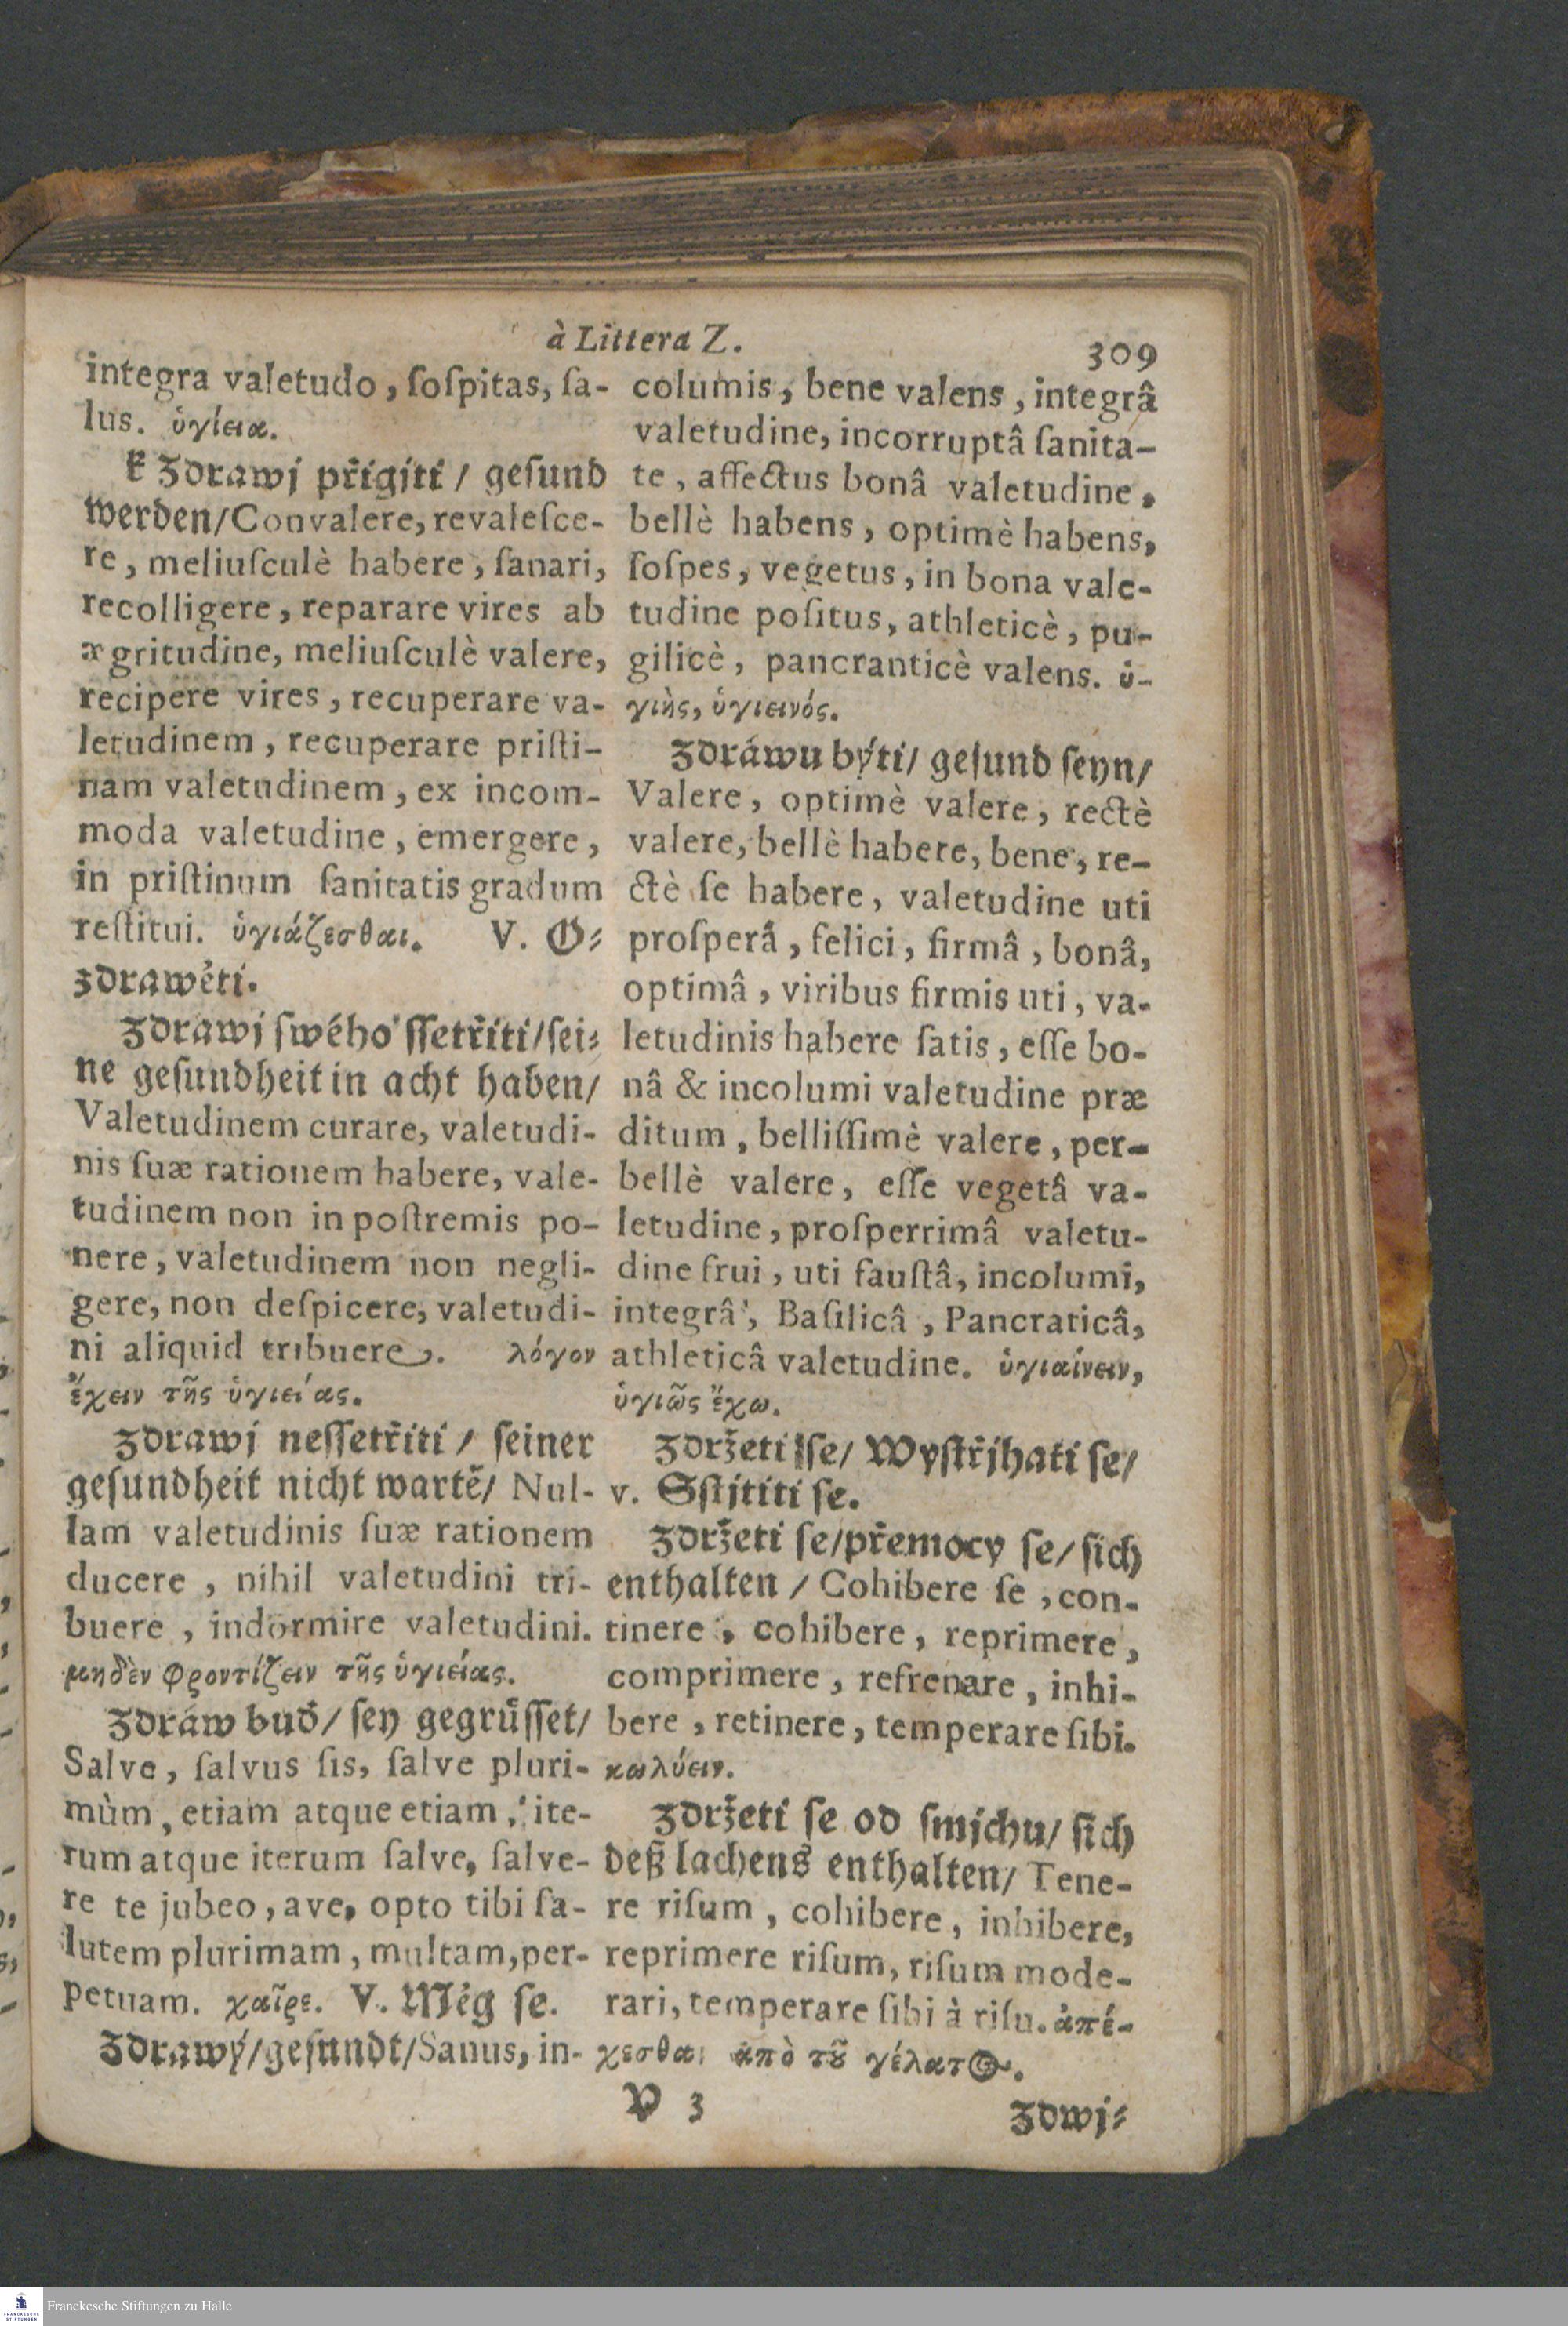 à Littera Z.
309
integra valetudo, ſoſpitas, ſa-
lus. ὑγίεια.
k Zdrawj přigjti / geſund
werden/Convalere, revaleſce-
re, meliuſculè habere, ſanari,
recolligere, reparare vires ab
ægritudine, meliuſculè valere,
recipere vires, recuperare va-
letudinem, recuperare priſti-
nam valetudinem, ex incom-
moda valetudine, emergere,
in priſtinum ſanitatis gradum
reſtitui. ὑγιάζεσθαι. V. O⸗
zdrawěti.
Zdrawj ſwého ſſetřiti/ſei⸗
ne geſundheit in acht haben/
Valetudinem curare, valetudi-
nis ſuæ rationem habere, vale-
tudinem non in poſtremis po-
nere, valetudinem non negli-
gere, non deſpicere, valetudi-
ni aliquid tribuere. λόγον
ἔχειν τῆς ὑγιείας.
Zdrawj neſſetřiti / ſeiner
geſundheit nicht wartẽ/ Nul-
lam valetudinis ſuæ rationem
ducere, nihil valetudini tri-
buere, indormire valetudini.
μηδὲν φροντίζειν τῆς ὑγιείας.
Zdráw buď/ ſey gegrüſſet/
Salve, ſalvus ſis, ſalve pluri-
mùm, etiam atque etiam, ite-
rum atque iterum ſalve, ſalve-
re te jubeo, ave, opto tibi ſa-
lutem plurimam, multam, per-
petuam. χαῖρε. V. Měg ſe.
Zdrawý/geſundt/Sanus, in-
columis, bene valens, integrâ
valetudine, incorruptâ ſanita-
te, affectus bonâ valetudine,
bellè habens, optimè habens,
ſoſpes, vegetus, in bona vale-
tudine poſitus, athleticè, pu-
gilicè, pancranticè valens. ὑ-
γιὴς, ὑγιεινός.
Zdráwu býti/ geſund ſeyn/
Valere, optimè valere, rectè
valere, bellè habere, bene, re-
ctè ſe habere, valetudine uti
proſperâ, felici, firmâ, bonâ,
optimâ, viribus firmis uti, va-
letudinis habere ſatis, eſſe bo-
nâ & incolumi valetudine præ
ditum, belliſſimè valere, per-
bellè valere, eſſe vegetâ va-
letudine, proſperrimâ valetu-
dine frui, uti fauſtâ, incolumi,
integrâ, Baſilicâ, Pancraticâ,
athleticâ valetudine. ὑγιαίνειν,
ὑγιῶς ἔχω.
Zdržeti ſe/ Wyſtřjhati ſe/
v. Sſtjtiti ſe.
Zdržeti ſe/přemocy ſe/ ſich
enthalten / Cohibere ſe, con-
tinere, cohibere, reprimere,
comprimere, refrenare, inhi-
bere, retinere, temperare ſibi.
κωλύειν.
Zdržeti ſe od ſmjchu/ ſich
deß lachens enthalten/ Tene-
re riſum, cohibere, inhibere,
reprimere riſum, riſum mode-
rari, temperare ſibi à riſu. ἀπέ-
χεσθαι ἀπὸ τȣ͂ γέλατ@.
V 3
Zdwj⸗
Franckesche Stiftungen zu Halle